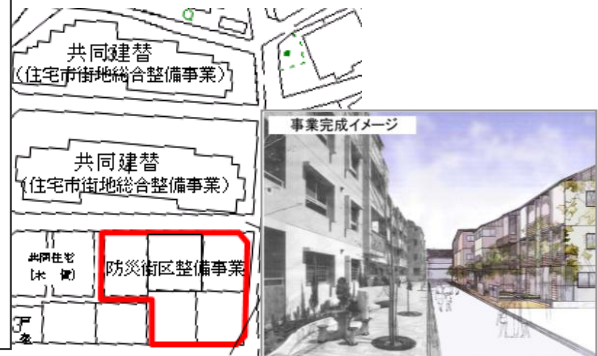 共同建替
(住宅市街地総合整備事業)
事業完成イメージ
共同建替
(住宅市街地総合整備事業)
共同住宅
防災街区整備事業